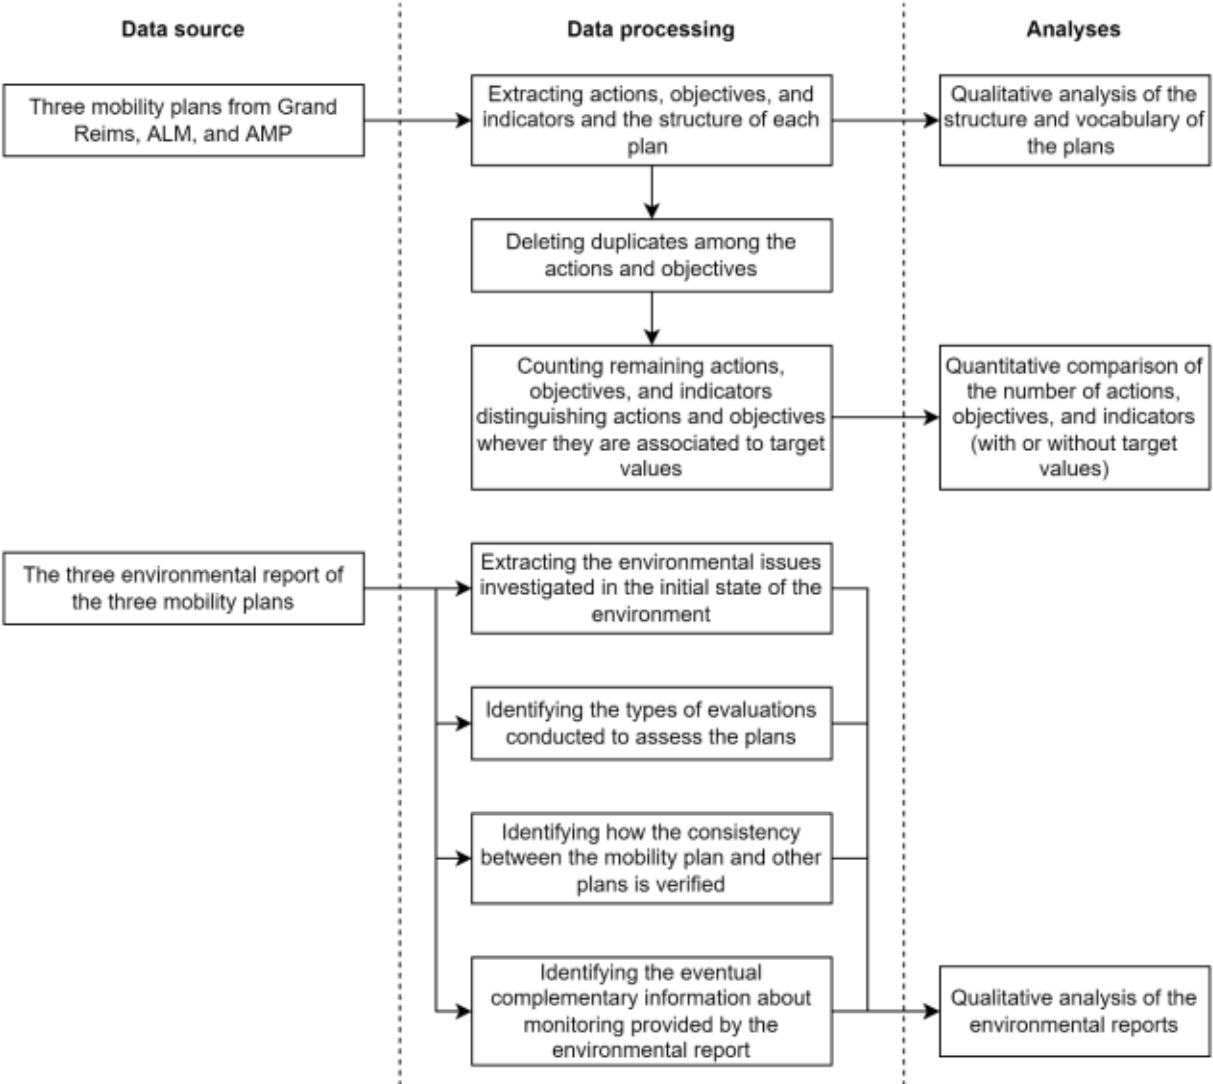 Data source
Data processing
Analyses
Three mobility plans from Grand
Reims, ALM, and AMP
Extracting actions, objectives, and
indicators and the structure of each
plan
Qualitative analysis of the
structure and vocabulary of
the plans
Deleting duplicates among the
actions and objectives
Counting remaining actions,
objectives, and indicators
distinguishing actions and objectives
whever they are associated to target
values
Quantitative comparison of
the number of actions,
objectives, and indicators
(with or without target
values)
The three environmental report of
the three mobility plans
Extracting the environmental issues
investigated in the initial state of the
environment
Identifying the types of evaluations
conducted to assess the plans
Identifying how the consistency
between the mobility plan and other
plans is verified
Identifying the eventual
complementary information about
monitoring provided by the
environmental report
Qualitative analysis of the
environmental reports